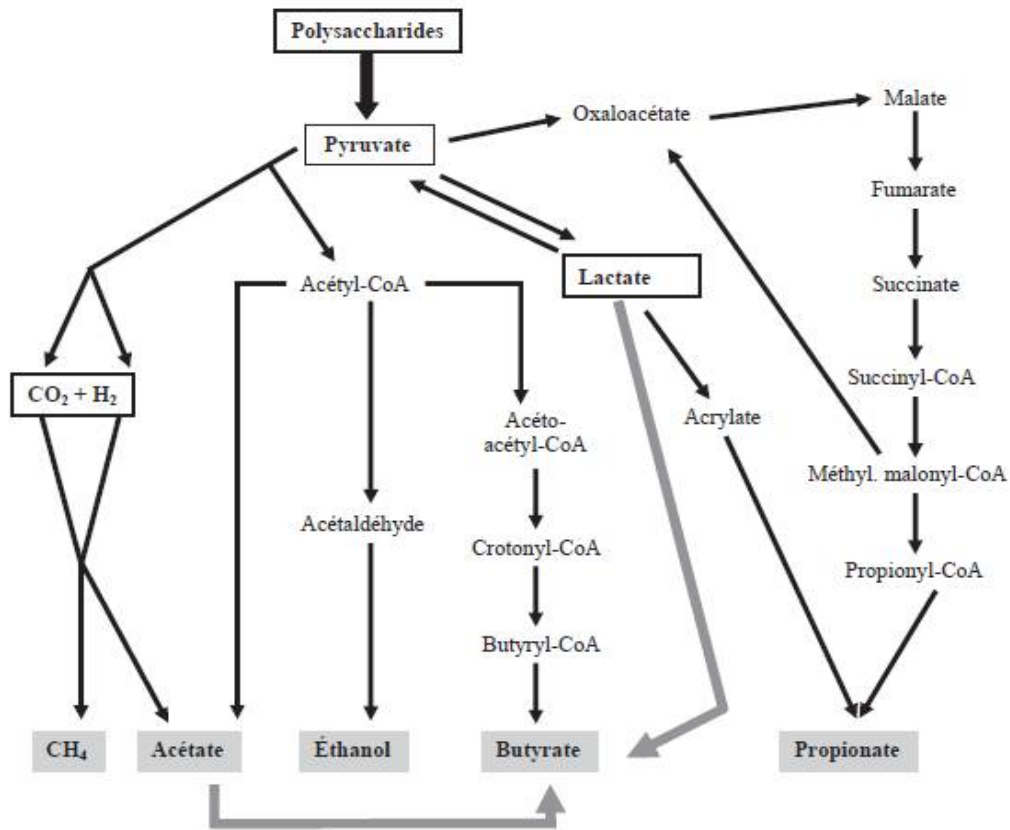 Polysaccharides
Malate
Oxaloacétate
Pyruvate
Fumarate
Lactate
Acétyl-CoA
Succinate
CO₂ + H₂
Succinyl-CoA
Acéto-
acétyl-CoA
Acrylate
Méthyl. malonyl-CoA
Acétaldéhyde
Crotonyl-CoA
Propionyl-CoA
Butyryl-CoA
CH₄
Acétate
Éthanol
Butyrate
Propionate